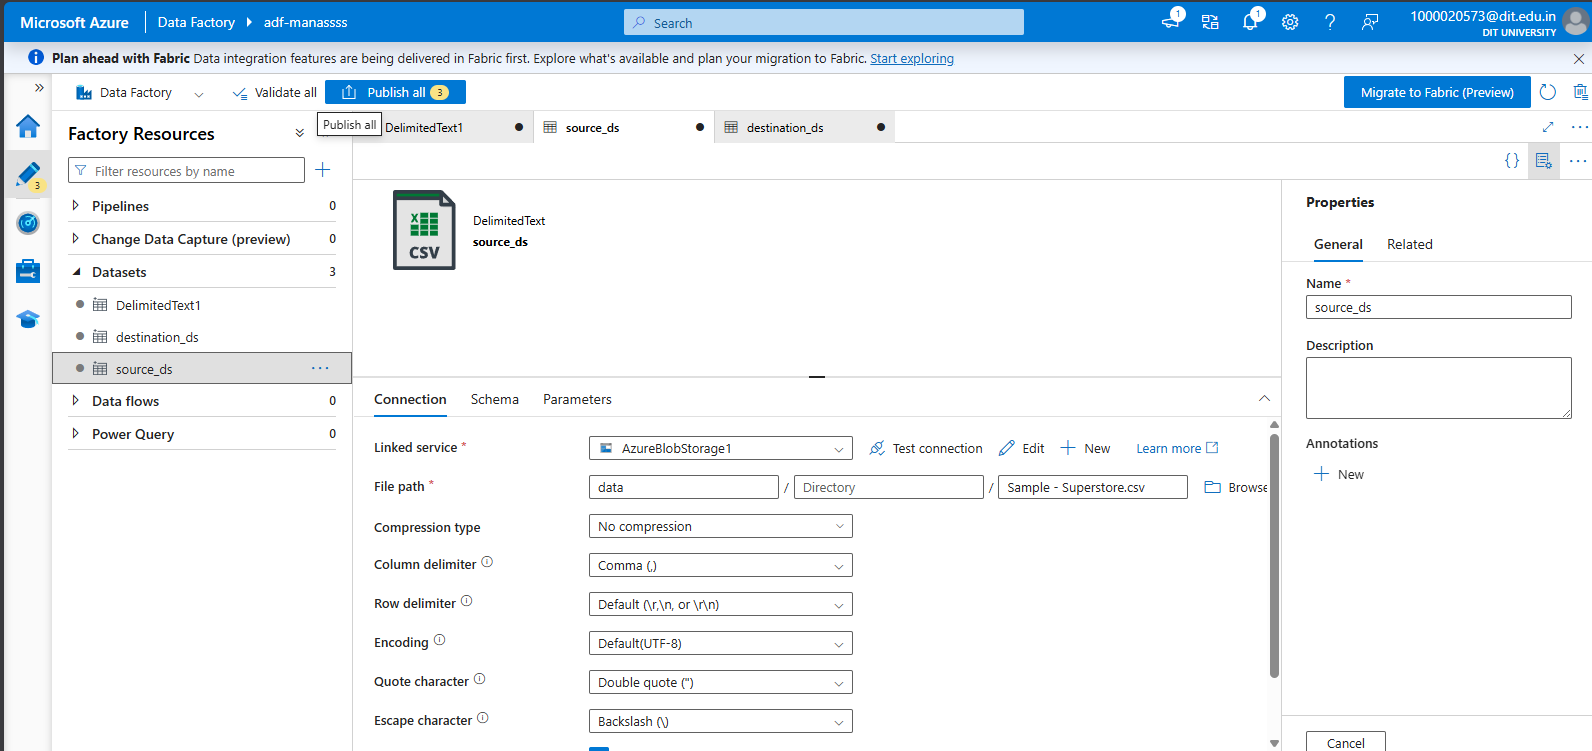 Microsoft Azure
Data Factory
adf-manassss
Search
1
1
1000020573@dit.edu.in
DIT UNIVERSITY
Plan ahead with Fabric Data integration features are being delivered in Fabric first. Explore what's available and plan your migration to Fabric. Start exploring
Data Factory
Validate all
Publish all 3
Migrate to Fabric (Preview)
Publish all
3
Factory Resources
Filter resources by name
Pipelines 0
Change Data Capture (preview) 0
Datasets 3
DelimitedText1
destination_ds
source_ds
Data flows 0
Power Query 0
DelimitedText1
source_ds
destination_ds
{}
CSV
DelimitedText
source_ds
Connection
Schema
Parameters
Linked service *
AzureBlobStorage1
Test connection
Edit
New
Learn more
File path *
data / Directory / Sample - Superstore.csv
Browse
Compression type
No compression
Column delimiter
Comma (,)
Row delimiter
Default (\r,\n, or \r\n)
Encoding
Default(UTF-8)
Quote character
Double quote (")
Escape character
Backslash (\)
Properties
General
Related
Name *
source_ds
Description
Annotations
New
Cancel